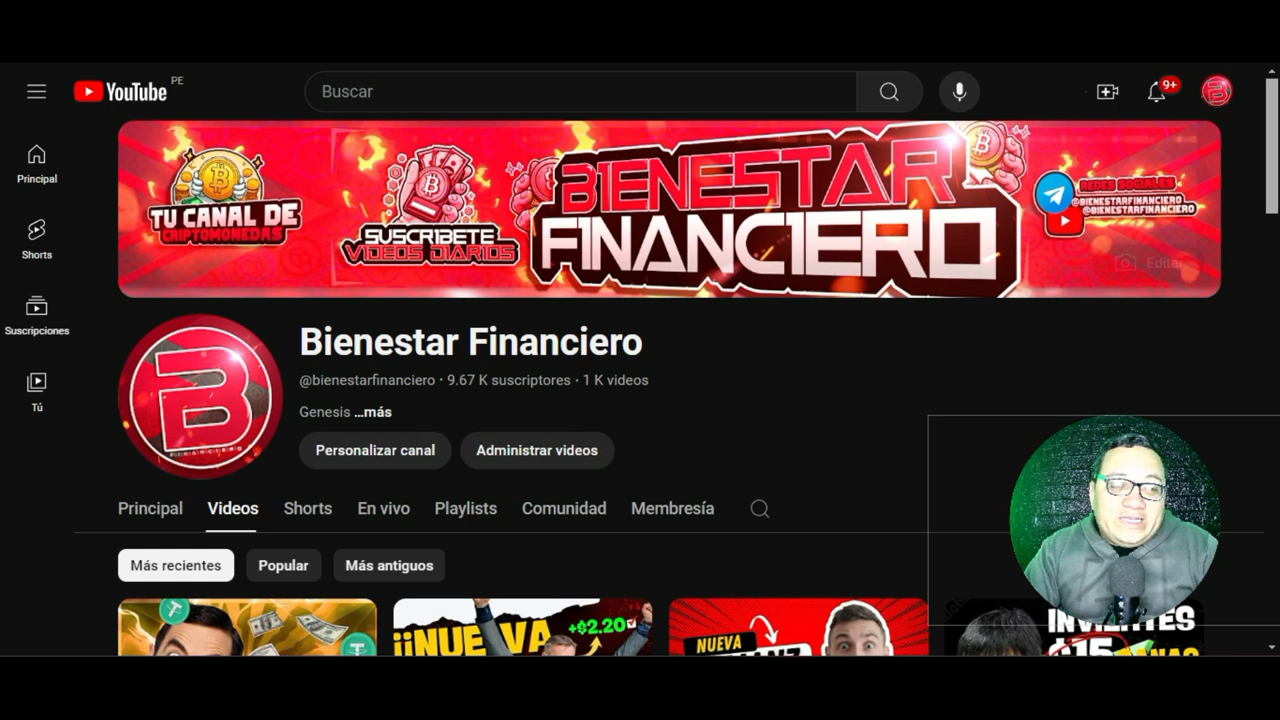 YouTube PE
Buscar
9+
Principal
Shorts
Suscripciones
Tú
TU CANAL DE
CRIPTOMONEDAS
SUSCRIBETE
VIDEOS DIARIOS
BIENESTAR
FINANCIERO
REDES SOCIALES
@BIENESTARFINANCIERO
@BIENESTARFINANCIERO
Editar
Bienestar Financiero
@bienestarfinanciero · 9.67 K suscriptores · 1 K videos
Genesis ...más
Personalizar canal
Administrar videos
Principal
Videos
Shorts
En vivo
Playlists
Comunidad
Membresía
Más recientes
Popular
Más antiguos
¡¡NUEVA
+$2.20
NUEVA